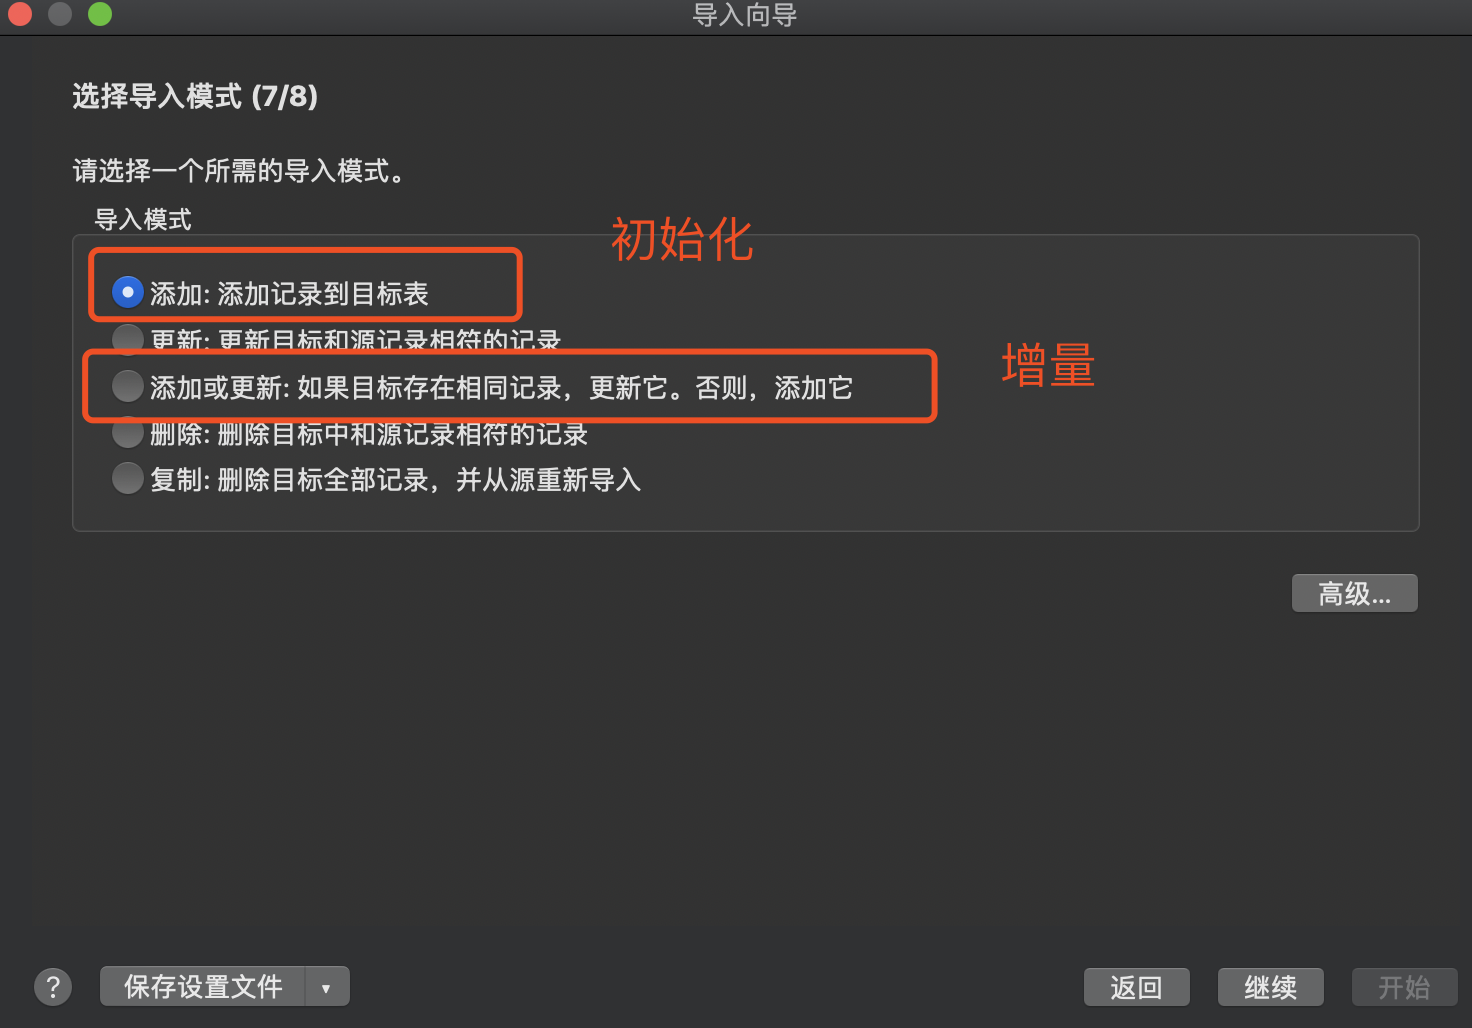 导入向导
选择导入模式 (7/8)
请选择一个所需的导入模式。
导入模式
初始化
添加: 添加记录到目标表
更新: 更新目标和源记录相符的记录
增量
添加或更新: 如果目标存在相同记录，更新它。否则，添加它
删除: 删除目标中和源记录相符的记录
复制: 删除目标全部记录，并从源重新导入
高级...
? 保存设置文件 ▼ 返回 继续 开始